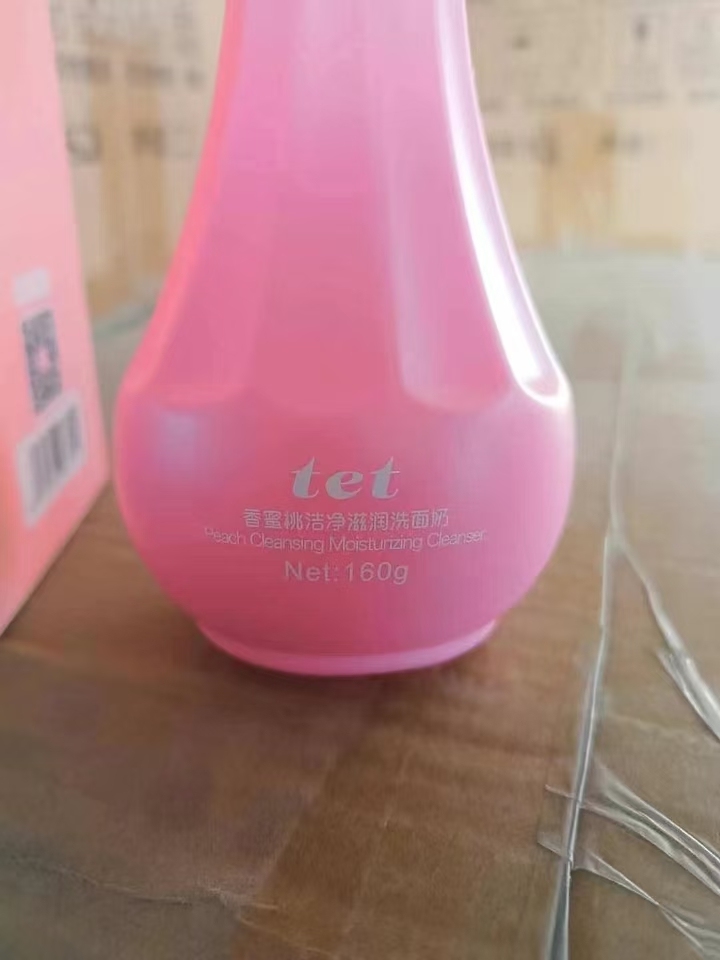 tet
香蜜桃洁净滋润洗面奶
Peach Cleansing Moisturizing Cleanser
Net:160g